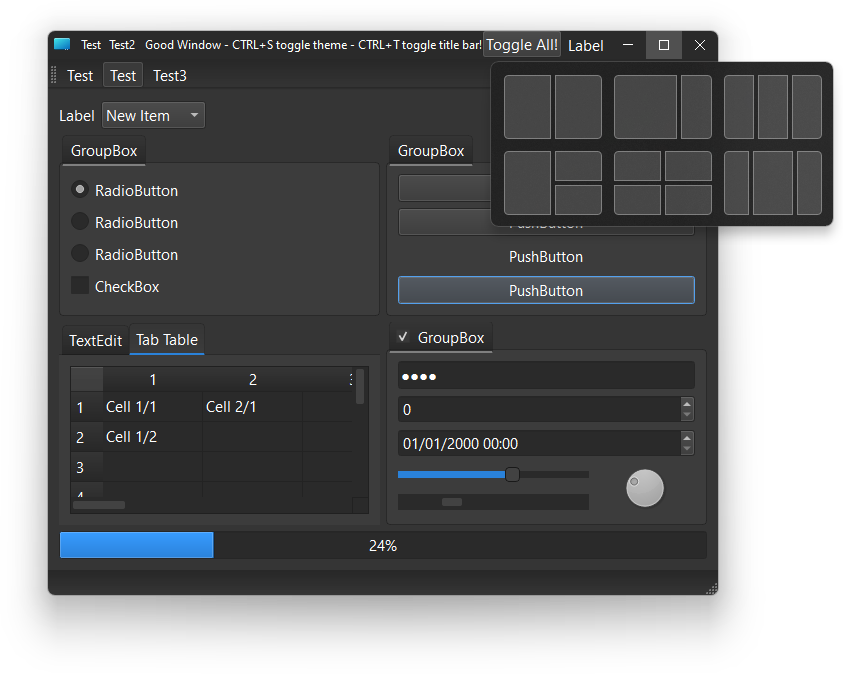 Test Test2 Good Window - CTRL+S toggle theme - CTRL+T toggle title bar! Toggle All! Label
Test Test Test3
Label New Item
GroupBox
RadioButton
RadioButton
RadioButton
CheckBox
GroupBox
PushButton
PushButton
PushButton
TextEdit Tab Table
1 2 3
1 Cell 1/1 Cell 2/1
2 Cell 1/2
3
4
GroupBox
0
01/01/2000 00:00
24%